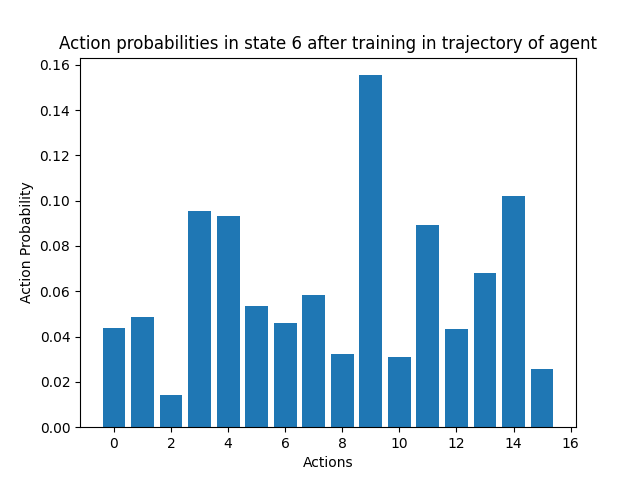 Action probabilities in state 6 after training in trajectory of agent
0.16
0.14
0.12
0.10
0.08
0.06
0.04
0.02
0.00
Action Probability
0 2 4 6 8 10 12 14 16
Actions